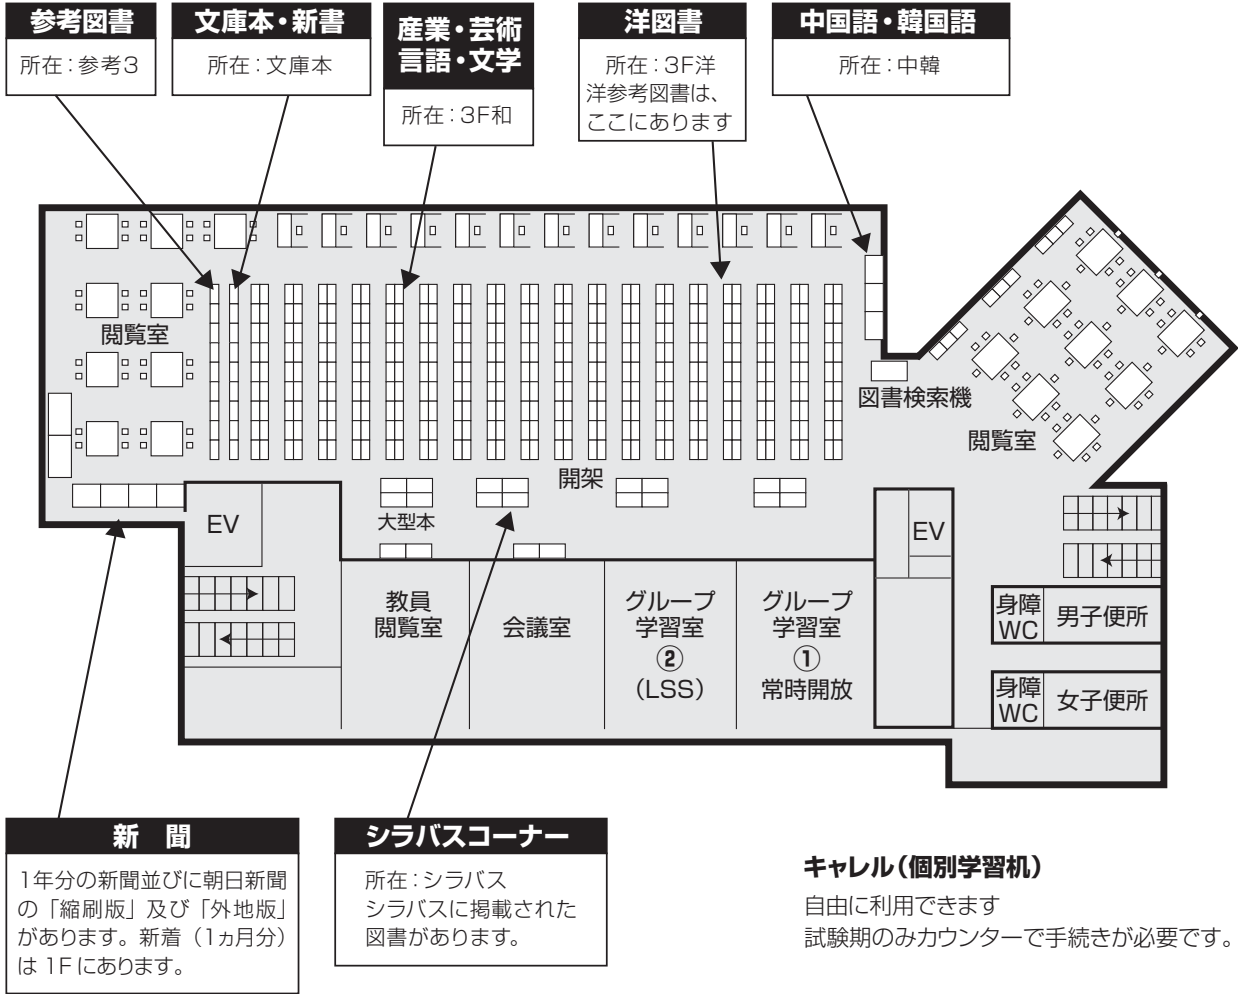 参考図書
所在：参考3
文庫本・新書
所在：文庫本
産業・芸術
言語・文学
所在：3F和
洋図書
所在：3F洋
洋参考図書は、
ここにあります
中国語・韓国語
所在：中韓
閲覧室
図書検索機
閲覧室
開架
大型本
EV
EV
教員
閲覧室
会議室
グループ
学習室
②
（LSS）
グループ
学習室
①
常時開放
身障
WC
男子便所
身障
WC
女子便所
新　聞
1年分の新聞並びに朝日新聞
の「縮刷版」及び「外地版」
があります。新着（1ヵ月分）
は 1F にあります。
シラバスコーナー
所在：シラバス
シラバスに掲載された
図書があります。
キャレル（個別学習机）
自由に利用できます
試験期のみカウンターで手続きが必要です。